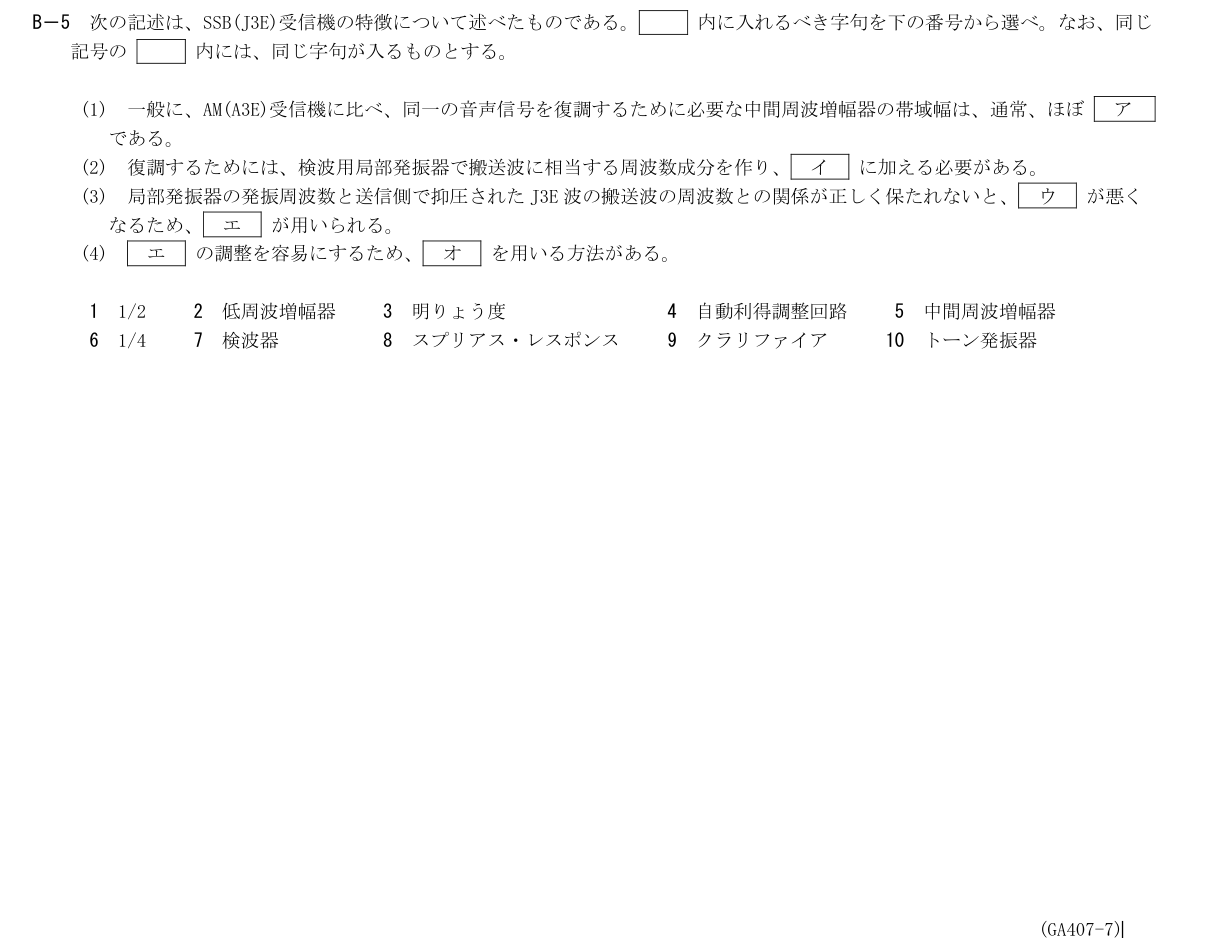 B－5 次の記述は、SSB(J3E)受信機の特徴について述べたものである。 内に入れるべき字句を下の番号から選べ。なお、同じ
記号の 内には、同じ字句が入るものとする。
(1) 一般に、AM(A3E)受信機に比べ、同一の音声信号を復調するために必要な中間周波増幅器の帯域幅は、通常、ほぼ ア
である。
(2) 復調するためには、検波用局部発振器で搬送波に相当する周波数成分を作り、 イ に加える必要がある。
(3) 局部発振器の発振周波数と送信側で抑圧された J3E 波の搬送波の周波数との関係が正しく保たれないと、 ウ が悪く
なるため、 エ が用いられる。
(4) エ の調整を容易にするため、 オ を用いる方法がある。
1 1/2 2 低周波増幅器 3 明りょう度 4 自動利得調整回路 5 中間周波増幅器
6 1/4 7 検波器 8 スプリアス・レスポンス 9 クラリファイア 10 トーン発振器
(GA407-7)